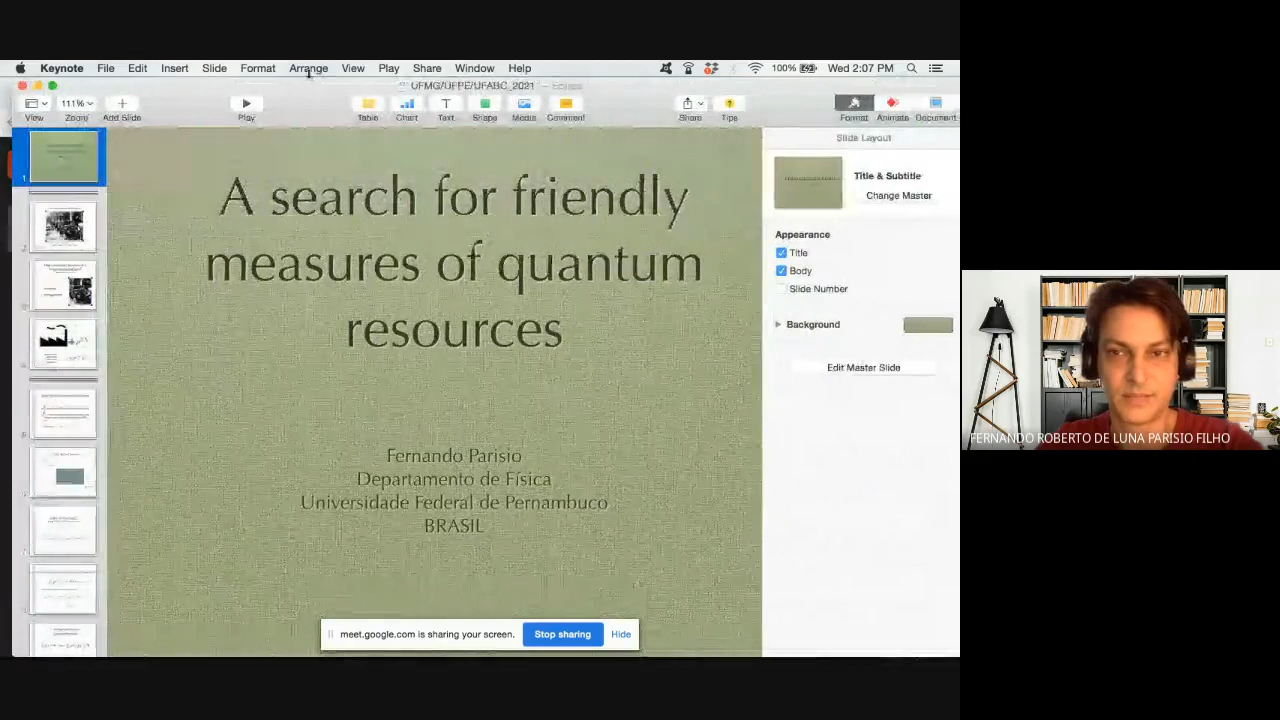 Keynote File Edit Insert Slide Format Arrange View Play Share Window Help 100% Wed 2:07 PM
UFMG/UFPE/UFABC_2021 — Edited
111%
View Zoom Add Slide Play Table Chart Text Shape Media Comment Share Tips Format Animate Document
Slide Layout
1
A search for friendly
measures of quantum
resources
Fernando Parisio
Departamento de Física
Universidade Federal de Pernambuco
BRASIL
Title & Subtitle
Change Master
Appearance
Title
Body
Slide Number
Background
Edit Master Slide
meet.google.com is sharing your screen. Stop sharing Hide
FERNANDO ROBERTO DE LUNA PARISIO FILHO